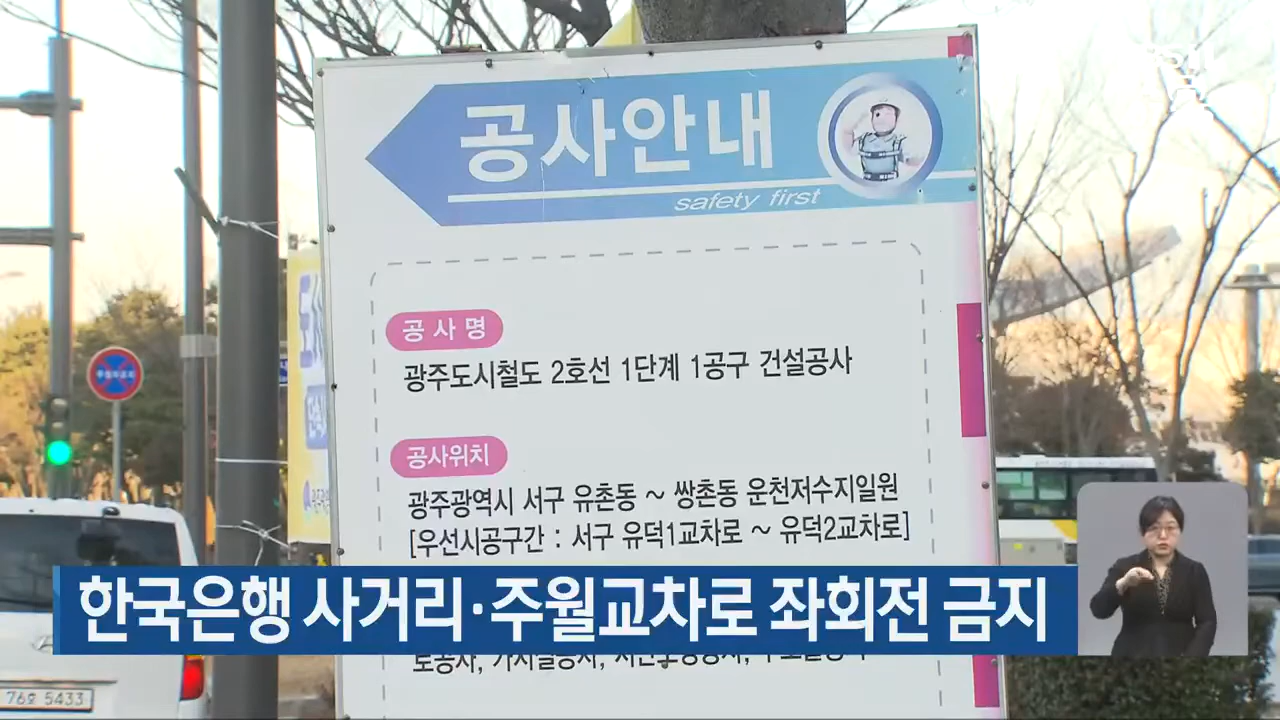 공사안내
safety first
공사명
광주도시철도 2호선 1단계 1공구 건설공사
공사위치
광주광역시 서구 유촌동 ~ 쌍촌동 운천저수지일원
[우선시공구간 : 서구 유덕1교차로 ~ 유덕2교차로]
한국은행 사거리·주월교차로 좌회전 금지
5433